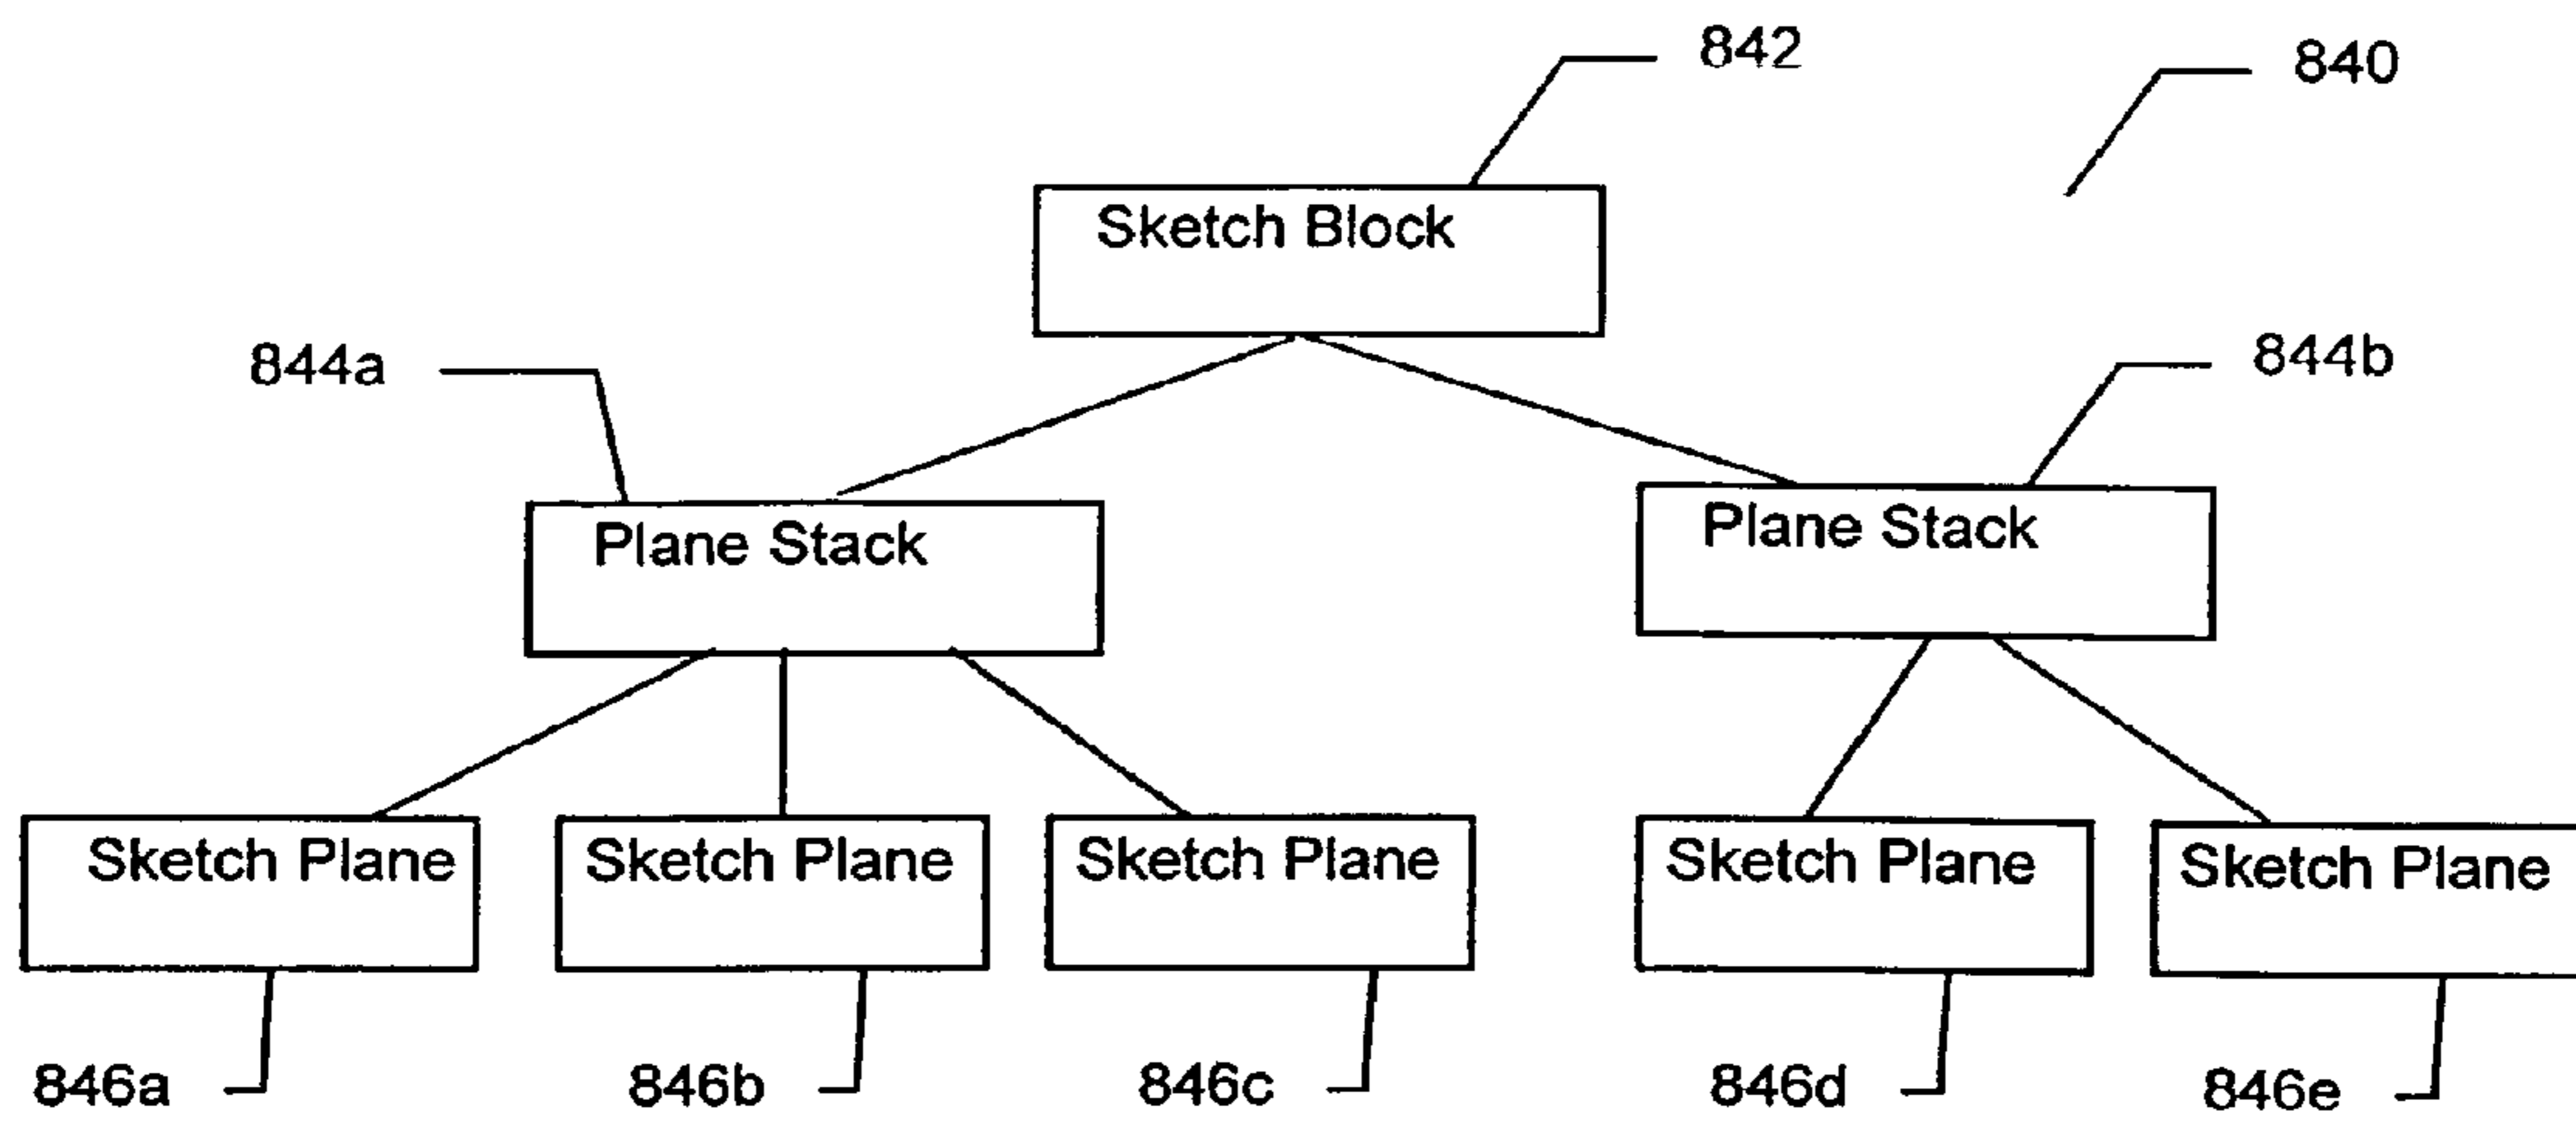 842
840
Sketch Block
844a
844b
Plane Stack
Plane Stack
Sketch Plane
Sketch Plane
Sketch Plane
Sketch Plane
Sketch Plane
846a
846b
846c
846d
846e